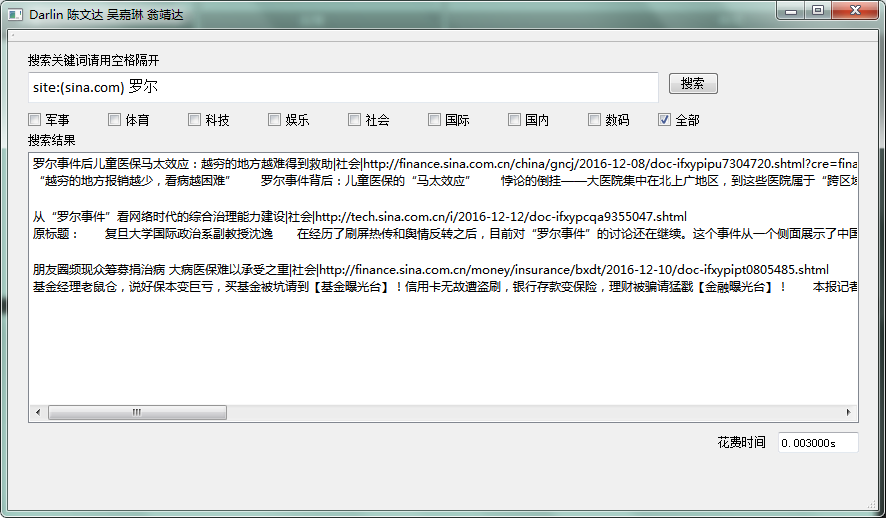 Darlin 陈文达 吴嘉琳 翁靖达
搜索关键词请用空格隔开
site:(sina.com) 罗尔
搜索
军事 体育 科技 娱乐 社会 国际 国内 数码 全部
搜索结果
罗尔事件后儿童医保马太效应：越穷的地方越难得到救助|社会|http://finance.sina.com.cn/china/gncj/2016-12-08/doc-ifxypipu7304720.shtml?cre=fina
“越穷的地方报销越少，看病越困难” 罗尔事件背后：儿童医保的“马太效应” 悖论的倒挂——大医院集中在北上广地区，到这些医院属于“跨区域
从“罗尔事件”看网络时代的综合治理能力建设|社会|http://tech.sina.com.cn/i/2016-12-12/doc-ifxypcqa9355047.shtml
原标题： 复旦大学国际政治系副教授沈逸 在经历了刷屏热传和舆情反转之后，目前对“罗尔事件”的讨论还在继续。这个事件从一个侧面展示了中国
朋友圈频现众筹募捐治病 大病医保难以承受之重|社会|http://finance.sina.com.cn/money/insurance/bxdt/2016-12-10/doc-ifxypipt0805485.shtml
基金经理老鼠仓，说好保本变巨亏，买基金被坑请到【基金曝光台】！信用卡无故遭盗刷，银行存款变保险，理财被骗请猛戳【金融曝光台】！ 本报记者
花费时间 0.003000s